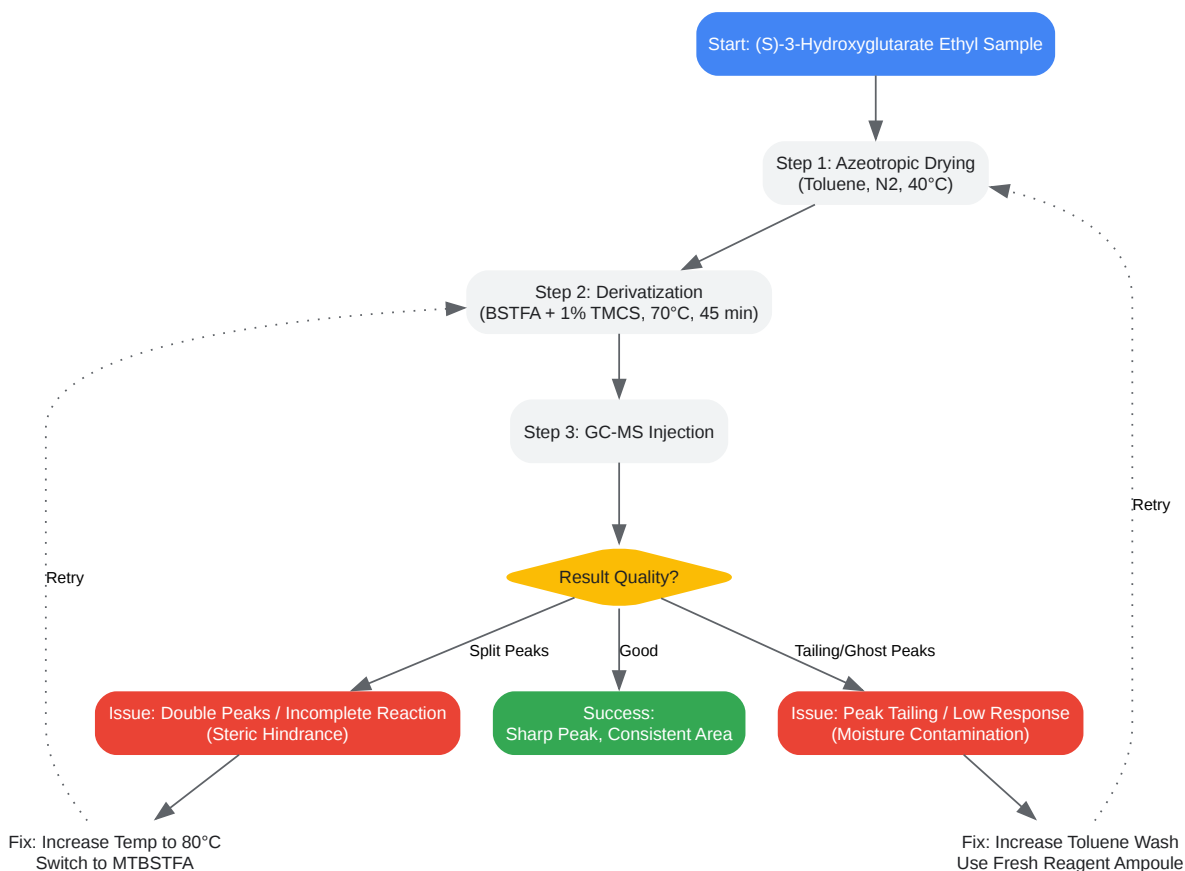 Start: (S)-3-Hydroxyglutarate Ethyl Sample
Step 1: Azeotropic Drying
(Toluene, N2, 40°C)
Step 2: Derivatization
(BSTFA + 1% TMCS, 70°C, 45 min)
Step 3: GC-MS Injection
Retry
Retry
Result Quality?
Split Peaks
Good
Tailing/Ghost Peaks
Issue: Double Peaks / Incomplete Reaction
(Steric Hindrance)
Success:
Sharp Peak, Consistent Area
Issue: Peak Tailing / Low Response
(Moisture Contamination)
Fix: Increase Temp to 80°C
Switch to MTBSTFA
Fix: Increase Toluene Wash
Use Fresh Reagent Ampoule